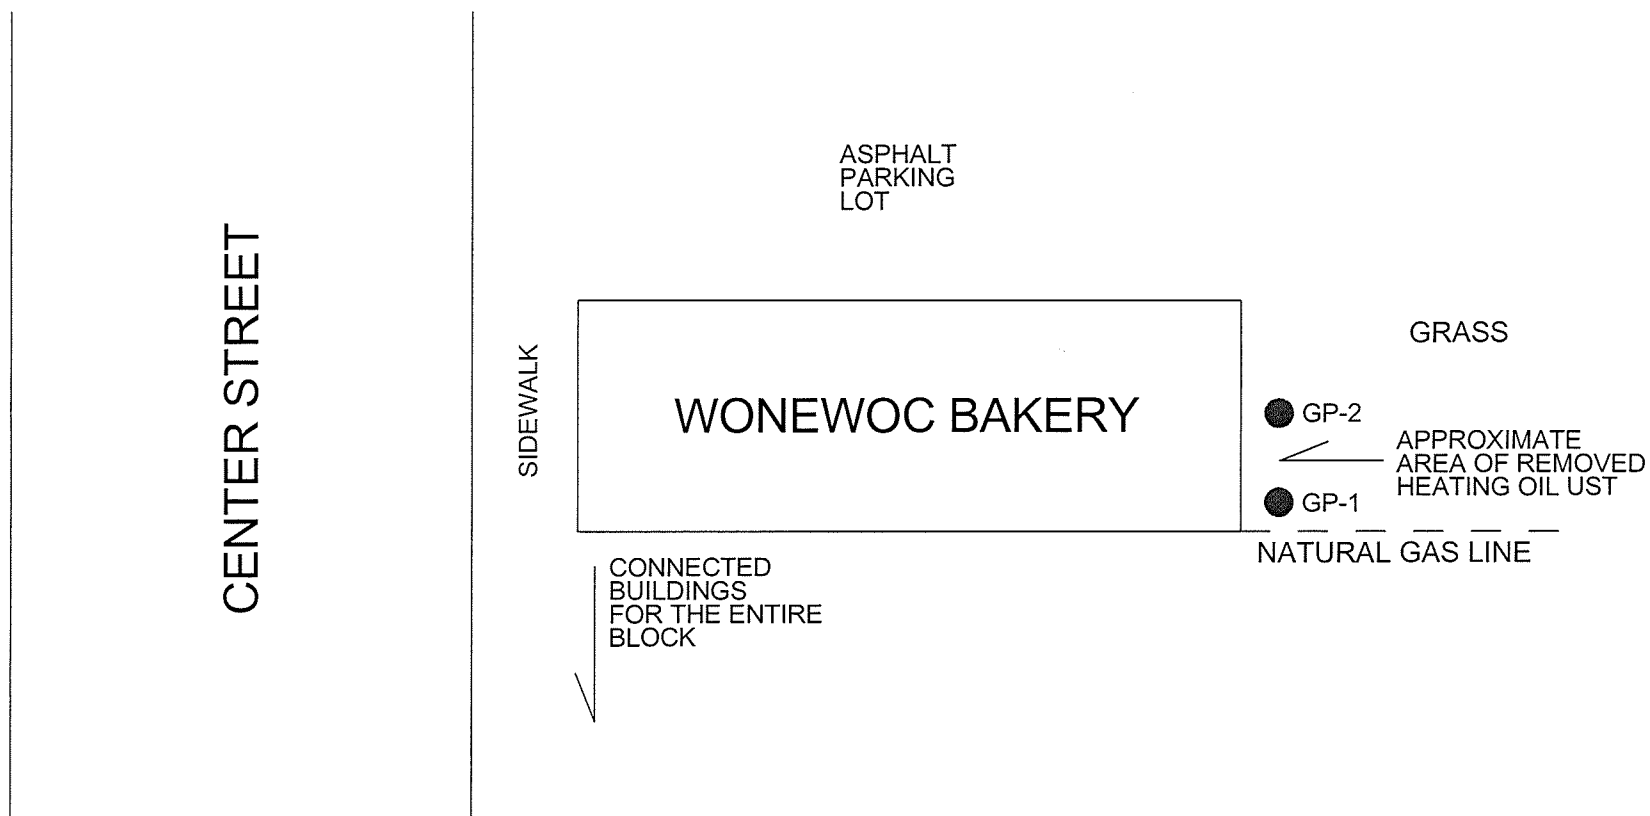 ASPHALT
PARKING
LOT
CENTER STREET
SIDEWALK
WONEWOC BAKERY
GRASS
GP-2
APPROXIMATE
AREA OF REMOVED
HEATING OIL UST
GP-1
NATURAL GAS LINE
CONNECTED
BUILDINGS
FOR THE ENTIRE
BLOCK